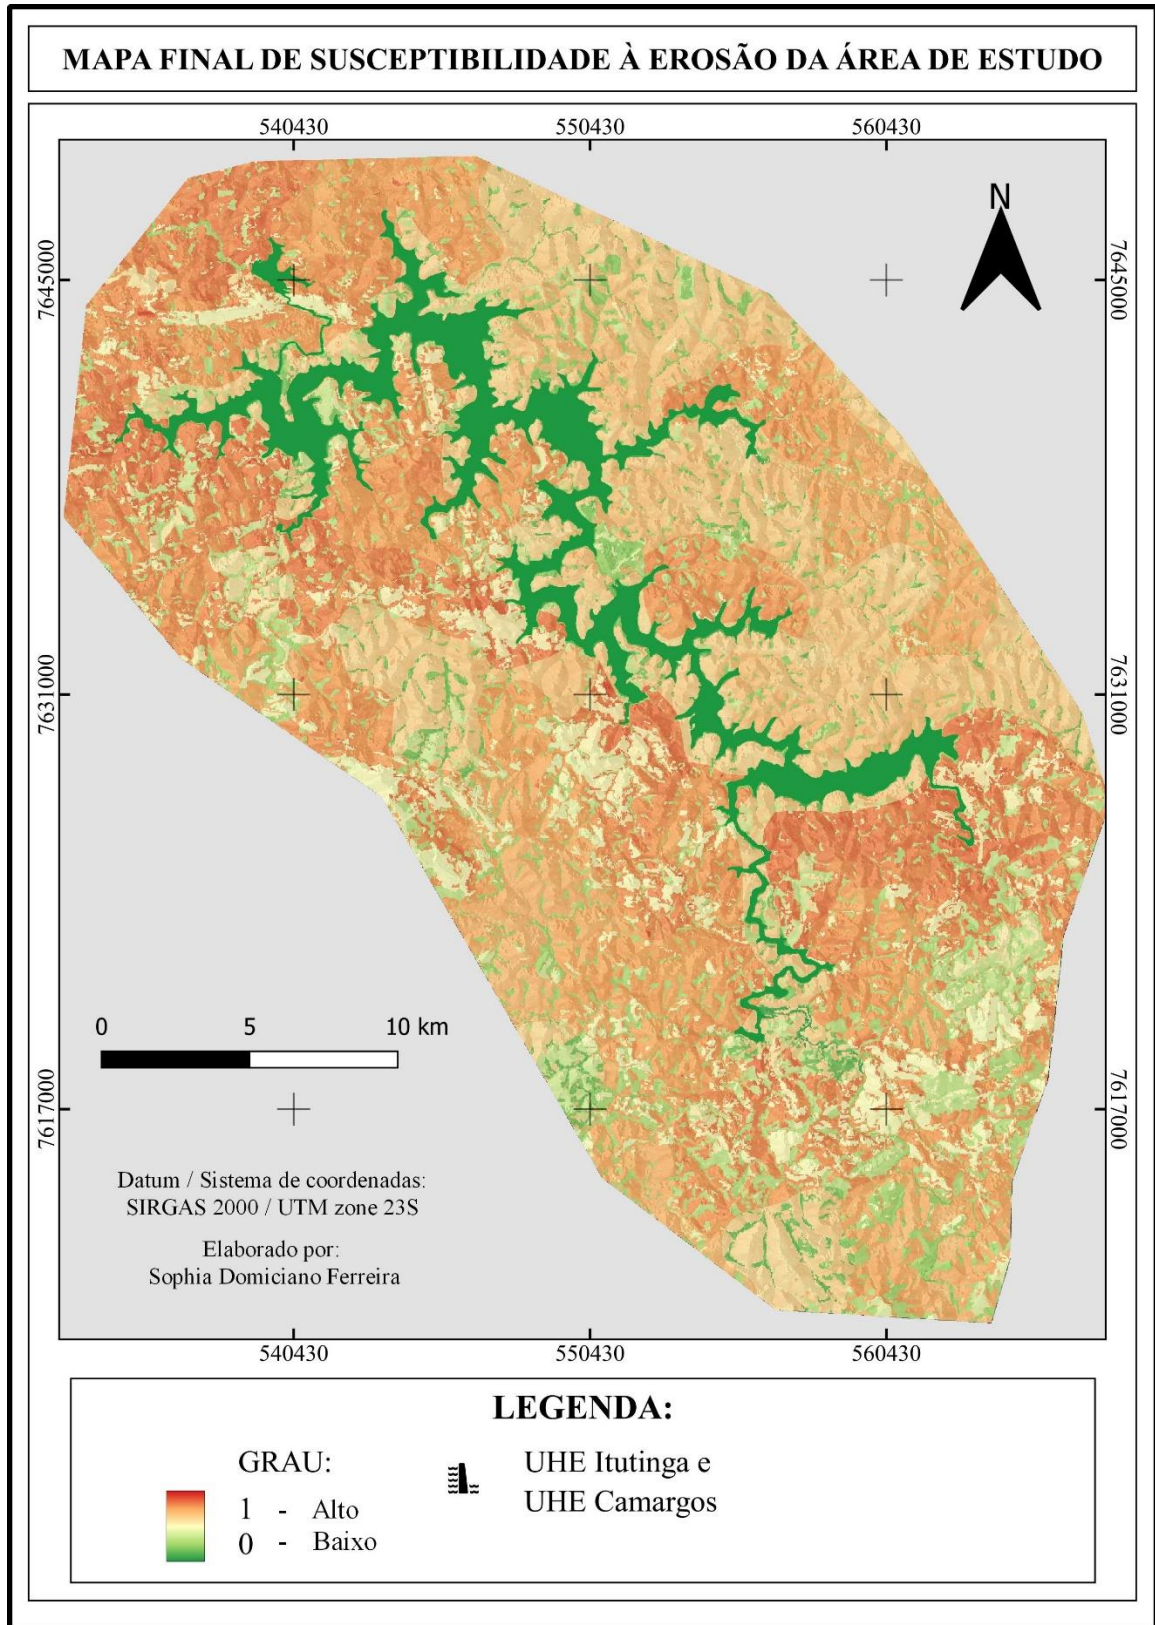 MAPA FINAL DE SUSCEPTIBILIDADE À EROSÃO DA ÁREA DE ESTUDO
540430 550430 560430
N
7645000 7645000
7631000 7631000
0 5 10 km
7617000 7617000
Datum / Sistema de coordenadas:
SIRGAS 2000 / UTM zone 23S
Elaborado por:
Sophia Domiciano Ferreira
540430 550430 560430
LEGENDA:
GRAU:
1 - Alto
0 - Baixo
UHE Itutinga e
UHE Camargos